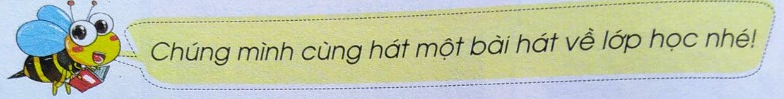 Chúng mình cùng hát một bài hát về lớp học nhé!